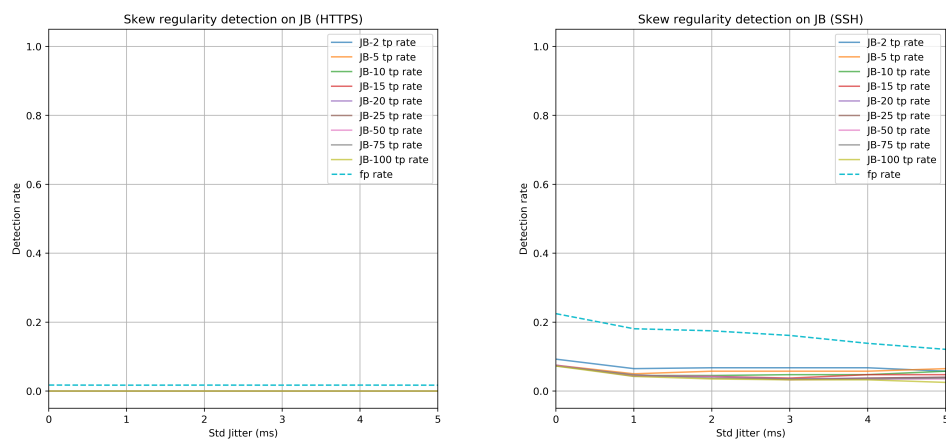 Skew regularity detection on JB (HTTPS)
1.0
0.8
0.6
0.4
0.2
0.0
Detection rate
0 1 2 3 4 5
Std Jitter (ms)
JB-2 tp rate
JB-5 tp rate
JB-10 tp rate
JB-15 tp rate
JB-20 tp rate
JB-25 tp rate
JB-50 tp rate
JB-75 tp rate
JB-100 tp rate
fp rate
Skew regularity detection on JB (SSH)
1.0
0.8
0.6
0.4
0.2
0.0
Detection rate
0 1 2 3 4 5
Std Jitter (ms)
JB-2 tp rate
JB-5 tp rate
JB-10 tp rate
JB-15 tp rate
JB-20 tp rate
JB-25 tp rate
JB-50 tp rate
JB-75 tp rate
JB-100 tp rate
fp rate